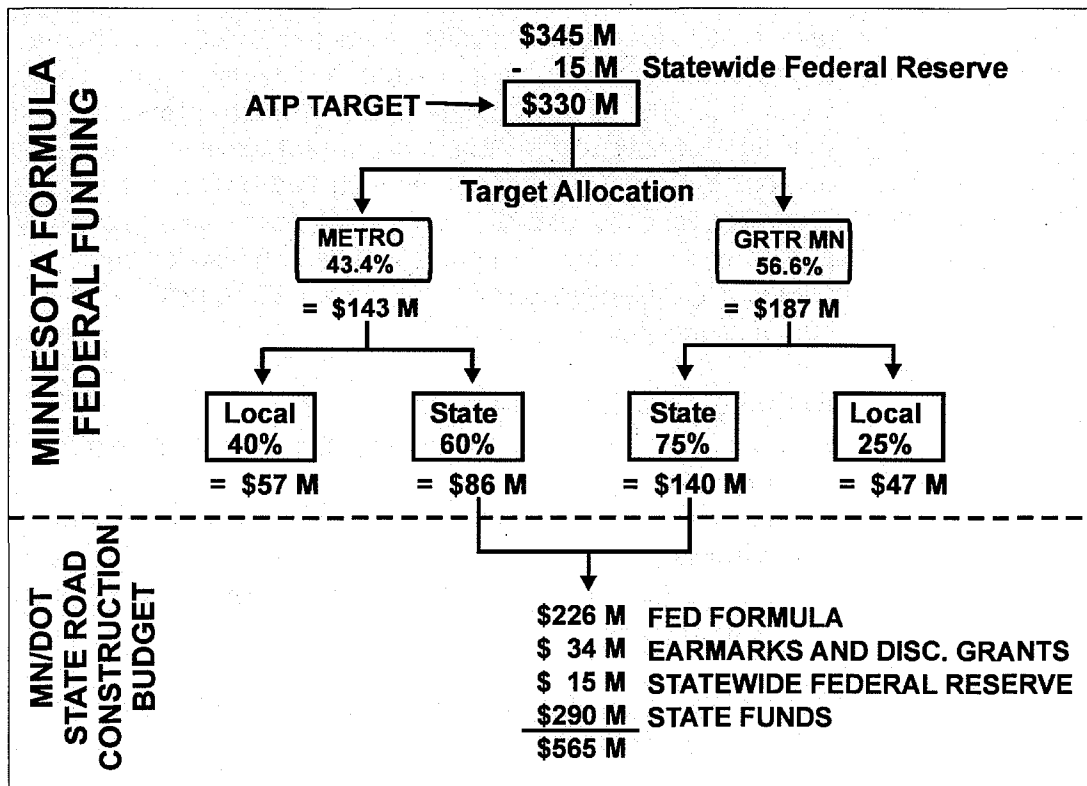 MINNESOTA FORMULA
FEDERAL FUNDING
$345 M
- 15 M Statewide Federal Reserve
ATP TARGET
$330 M
Target Allocation
METRO
43.4%
= $143 M
GRTR MN
56.6%
= $187 M
Local
40%
= $57 M
State
60%
= $86 M
State
75%
= $140 M
Local
25%
= $47 M
MN/DOT
STATE ROAD
CONSTRUCTION
BUDGET
$226 M FED FORMULA
$ 34 M EARMARKS AND DISC. GRANTS
$ 15 M STATEWIDE FEDERAL RESERVE
$290 M STATE FUNDS
$565 M